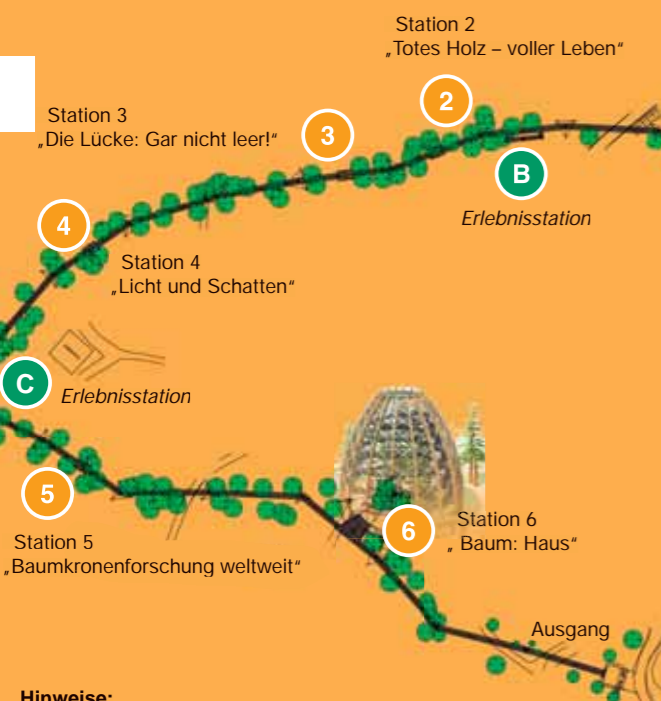 Station 2
„Totes Holz – voller Leben“
2
Station 3
„Die Lücke: Gar nicht leer!“
3
B
Erlebnisstation
4
Station 4
„Licht und Schatten“
C
Erlebnisstation
5
Station 5
„Baumkronenforschung weltweit“
6
Station 6
„ Baum: Haus“
Ausgang
Hinweise: